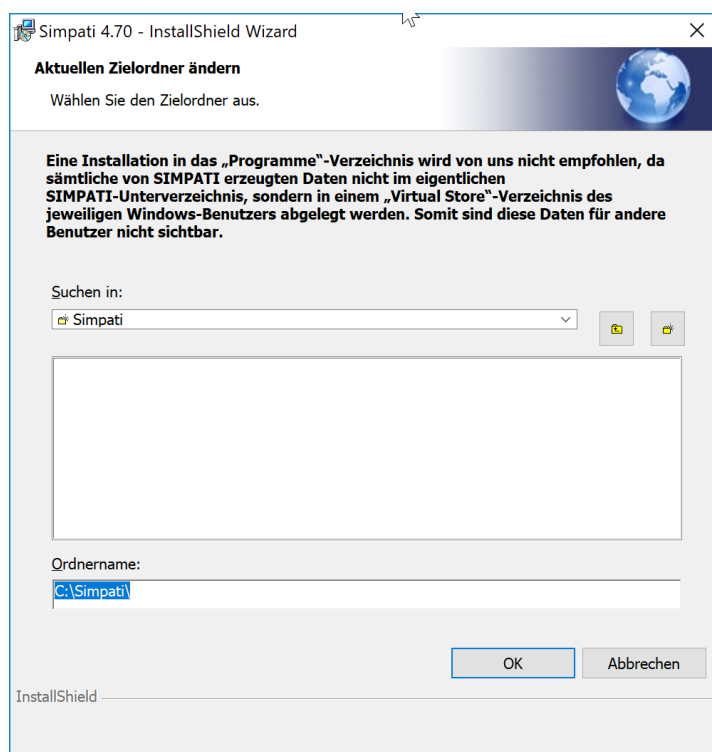 Simpati 4.70 - InstallShield Wizard
Aktuellen Zielordner ändern
Wählen Sie den Zielordner aus.
Eine Installation in das „Programme“-Verzeichnis wird von uns nicht empfohlen, da
sämtliche von SIMPATI erzeugten Daten nicht im eigentlichen
SIMPATI-Unterverzeichnis, sondern in einem „Virtual Store“-Verzeichnis des
jeweiligen Windows-Benutzers abgelegt werden. Somit sind diese Daten für andere
Benutzer nicht sichtbar.
Suchen in:
Simpati
Ordnername:
C:\Simpati\
OK Abbrechen
InstallShield